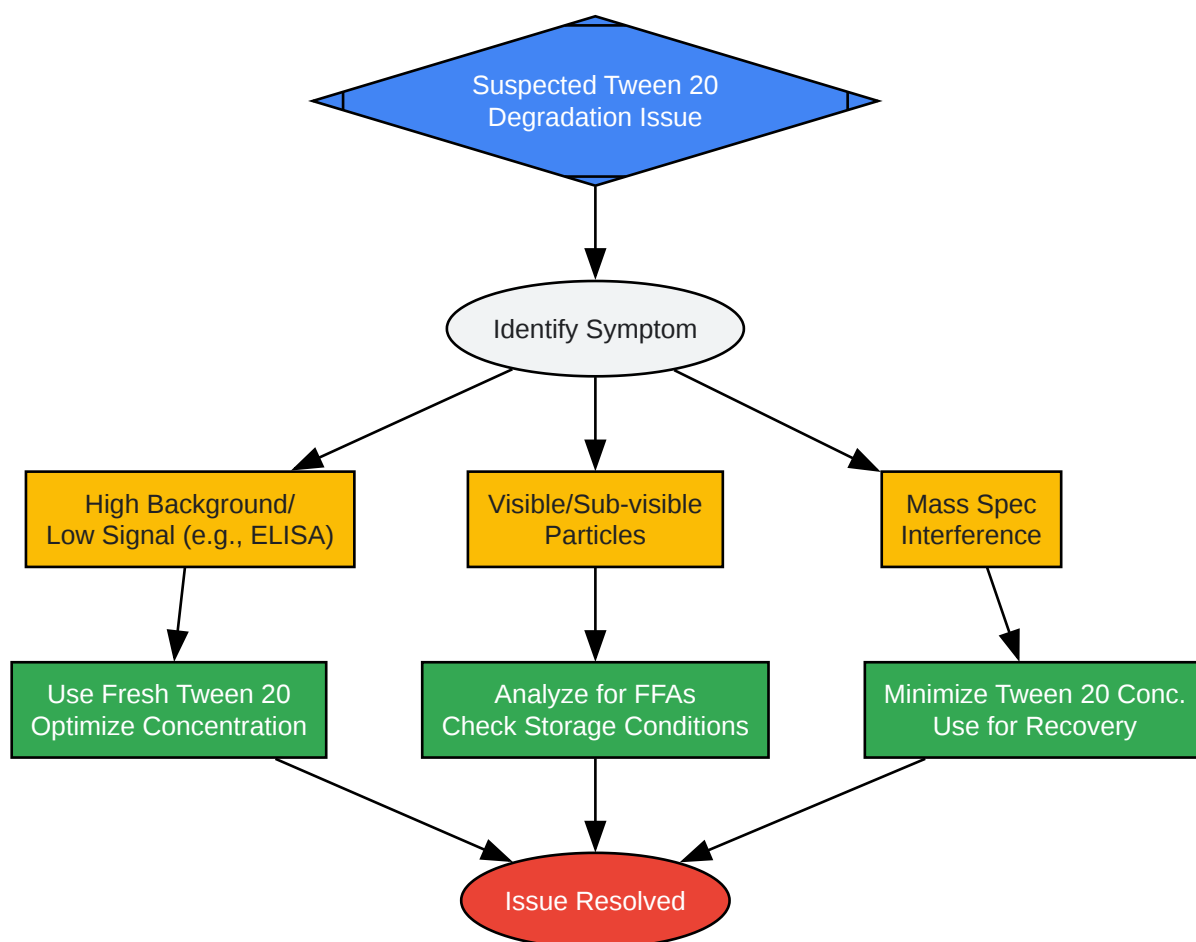 Suspected Tween 20
Degradation Issue
Identify Symptom
High Background/
Low Signal (e.g., ELISA)
Visible/Sub-visible
Particles
Mass Spec
Interference
Use Fresh Tween 20
Optimize Concentration
Analyze for FFAs
Check Storage Conditions
Minimize Tween 20 Conc.
Use for Recovery
Issue Resolved